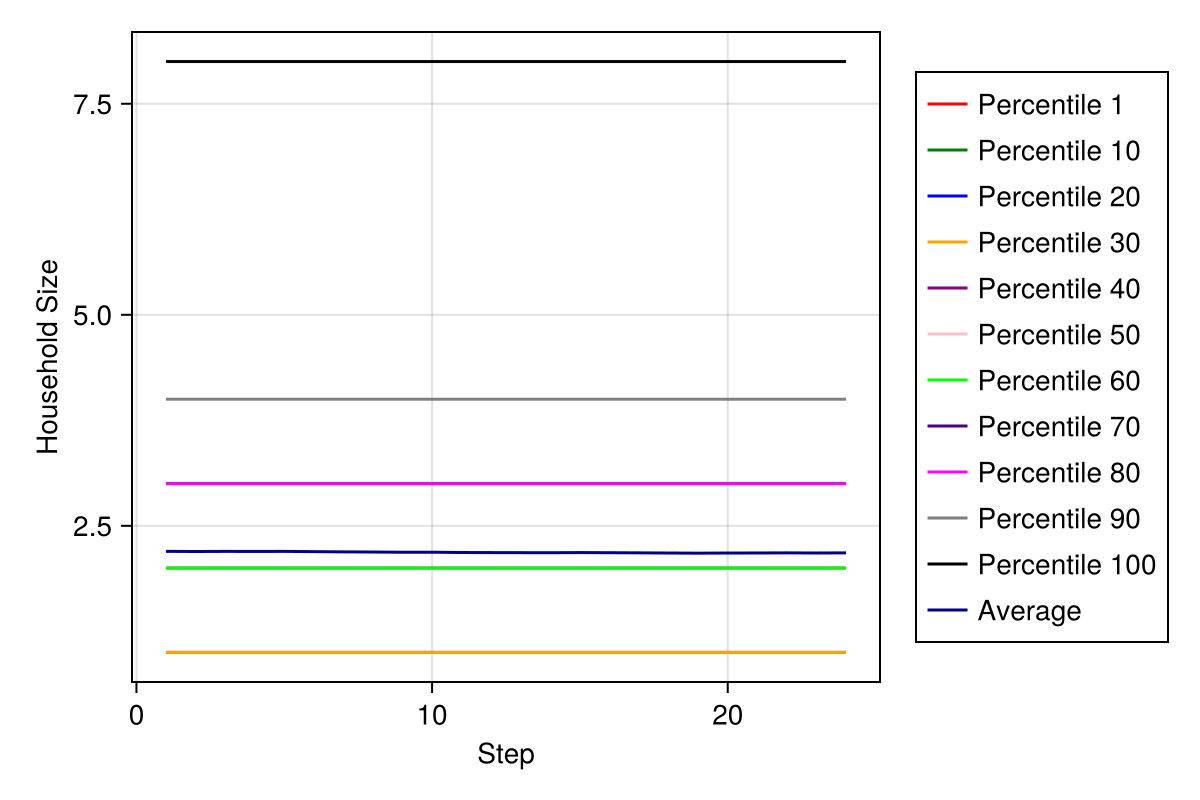 7.5
5.0
2.5
Household Size
0
10
20
Step
Percentile 1
Percentile 10
Percentile 20
Percentile 30
Percentile 40
Percentile 50
Percentile 60
Percentile 70
Percentile 80
Percentile 90
Percentile 100
Average